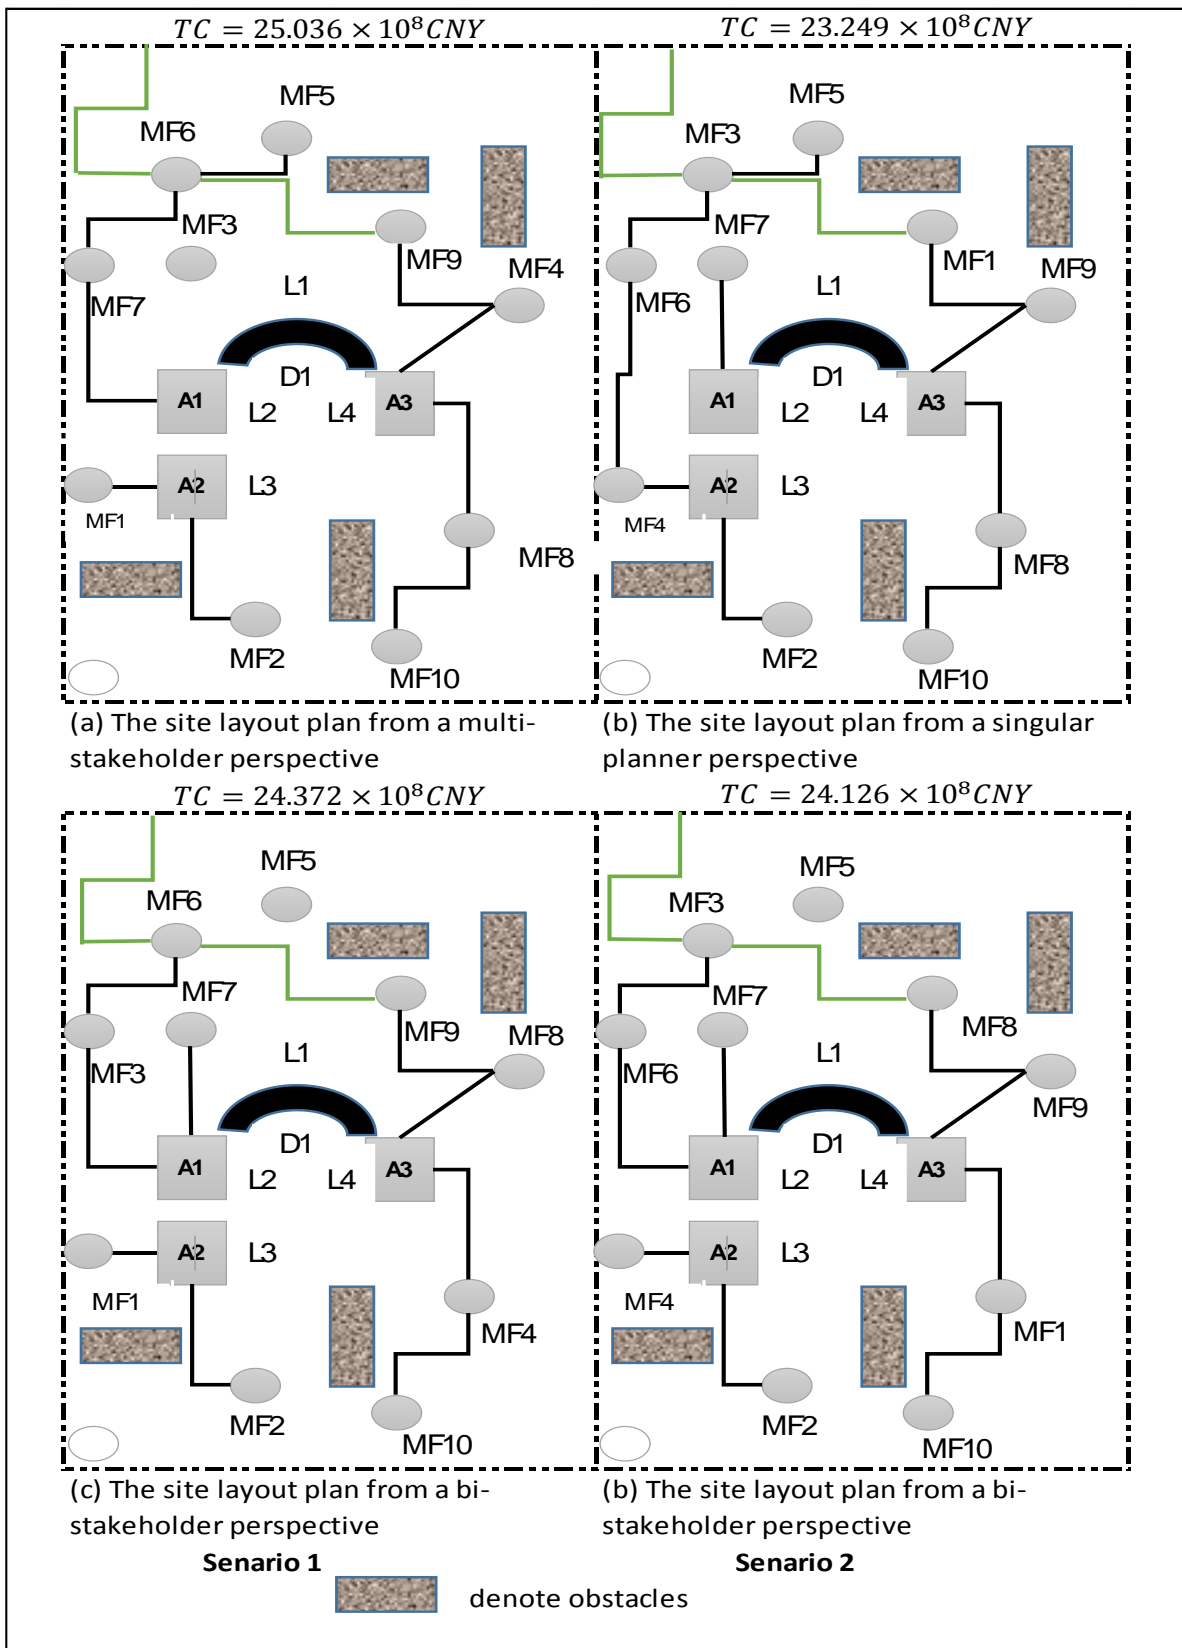 TC = 25.036 × 10⁸CNY
TC = 23.249 × 10⁸CNY
MF5
MF6
MF3
MF9
MF4
MF7
L1
D1
A1
L2
L4
A3
A2
L3
MF1
MF8
MF2
MF10
MF5
MF3
MF7
MF1
MF9
MF6
L1
D1
A1
L2
L4
A3
A2
L3
MF4
MF8
MF2
MF10
(a) The site layout plan from a multi-
stakeholder perspective
(b) The site layout plan from a singular
planner perspective
TC = 24.372 × 10⁸CNY
TC = 24.126 × 10⁸CNY
MF5
MF6
MF7
MF9
MF8
MF3
L1
D1
A1
L2
L4
A3
A2
L3
MF1
MF4
MF2
MF10
MF5
MF3
MF7
MF8
MF6
L1
MF9
D1
A1
L2
L4
A3
A2
L3
MF4
MF1
MF2
MF10
(c) The site layout plan from a bi-
stakeholder perspective
(b) The site layout plan from a bi-
stakeholder perspective
Senario 1
Senario 2
denote obstacles